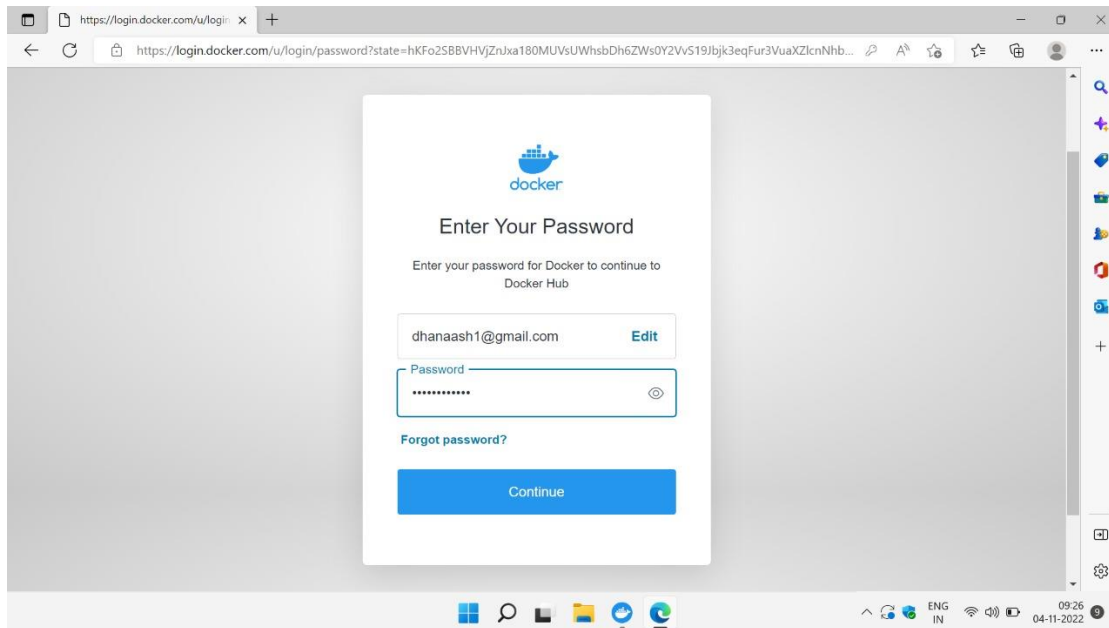 https://login.docker.com/u/login
https://login.docker.com/u/login/password?state=hKFo2SBBVHVjZnJxa180MUVsUWhsbDh6ZWs0Y2VvS19Jbjk3eqFur3VuaXZlcnNhb...
docker
Enter Your Password
Enter your password for Docker to continue to
Docker Hub
dhanaash1@gmail.com Edit
Password
••••••••••••
Forgot password?
Continue
ENG
IN
09:26
04-11-2022
9